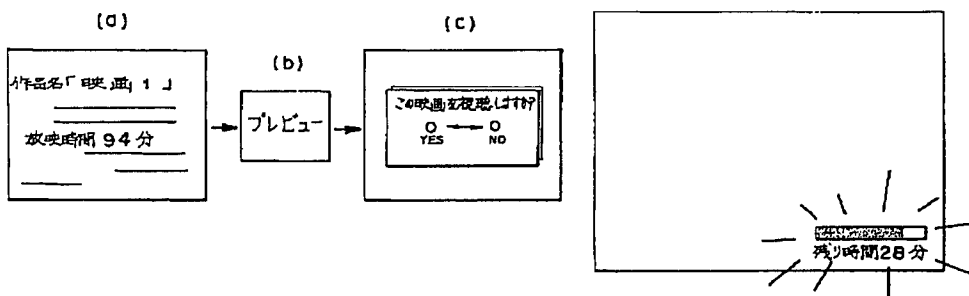 (a)
作品名「映画1」
放映時間94分
(b)
プレビュー
(c)
この映画を視聴しますか?
YES
NO
残り時間28分